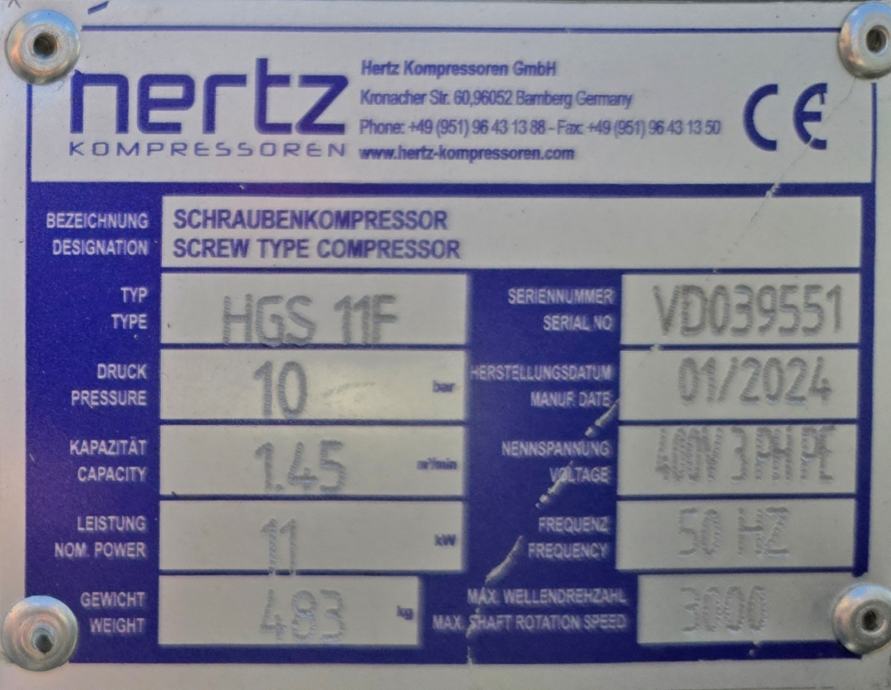 hertz
KOMPRESSOREN
Hertz Kompressoren GmbH
Kronacher Str. 60,96052 Bamberg Germany
Phone: +49 (951) 96 43 13 88 - Fax: +49 (951) 96 43 13 50
www.hertz-kompressoren.com
CE
BEZEICHNUNG SCHRAUBENKOMPRESSOR
DESIGNATION SCREW TYPE COMPRESSOR
TYP
TYPE HGS 11F
SERIENNUMMER
SERIAL NO VD039551
DRUCK
PRESSURE 10 bar
HERSTELLUNGSDATUM
MANUF. DATE 01/2024
KAPAZITÄT
CAPACITY 1.45 m³/min
NENNSPANNUNG
VOLTAGE 400V 3 PH PE
LEISTUNG
NOM. POWER 11 kW
FREQUENZ
FREQUENCY 50 HZ
GEWICHT
WEIGHT 483 kg
MAX. WELLENDREHZAHL
MAX. SHAFT ROTATION SPEED 3000